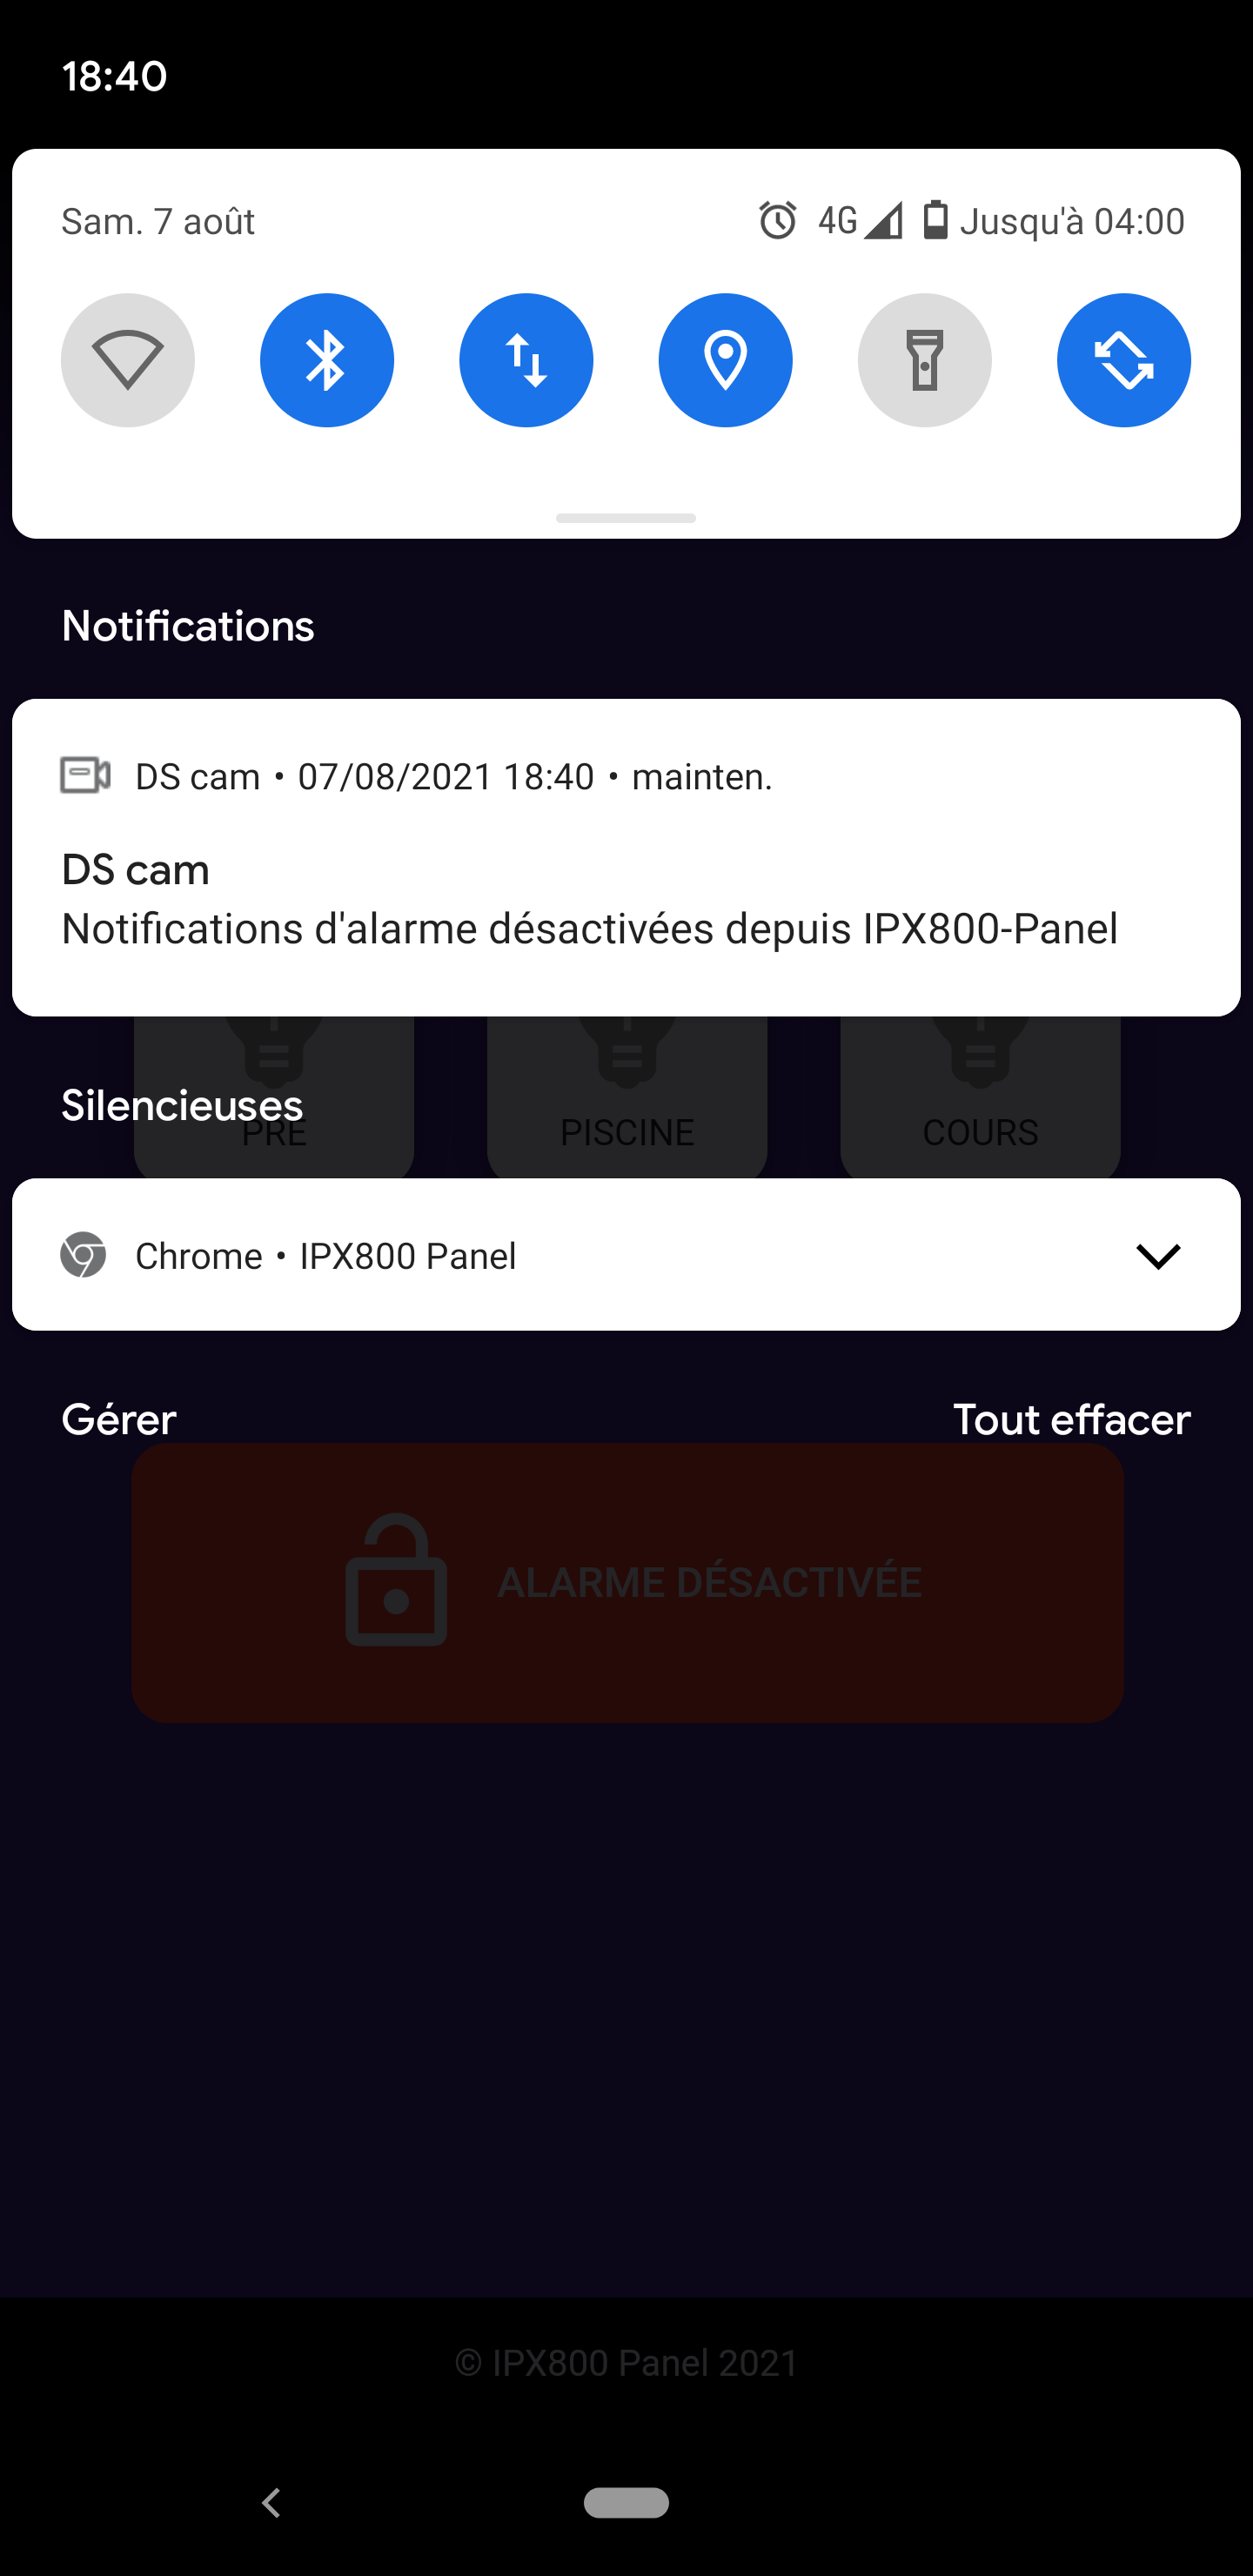 18:40
Sam. 7 août
4G
Jusqu'à 04:00
Notifications
DS cam • 07/08/2021 18:40 • mainten.
DS cam
Notifications d'alarme désactivées depuis IPX800-Panel
Silencieuses
PRE
PISCINE
COURS
Chrome • IPX800 Panel
Gérer
Tout effacer
ALARME DÉSACTIVÉE
© IPX800 Panel 2021